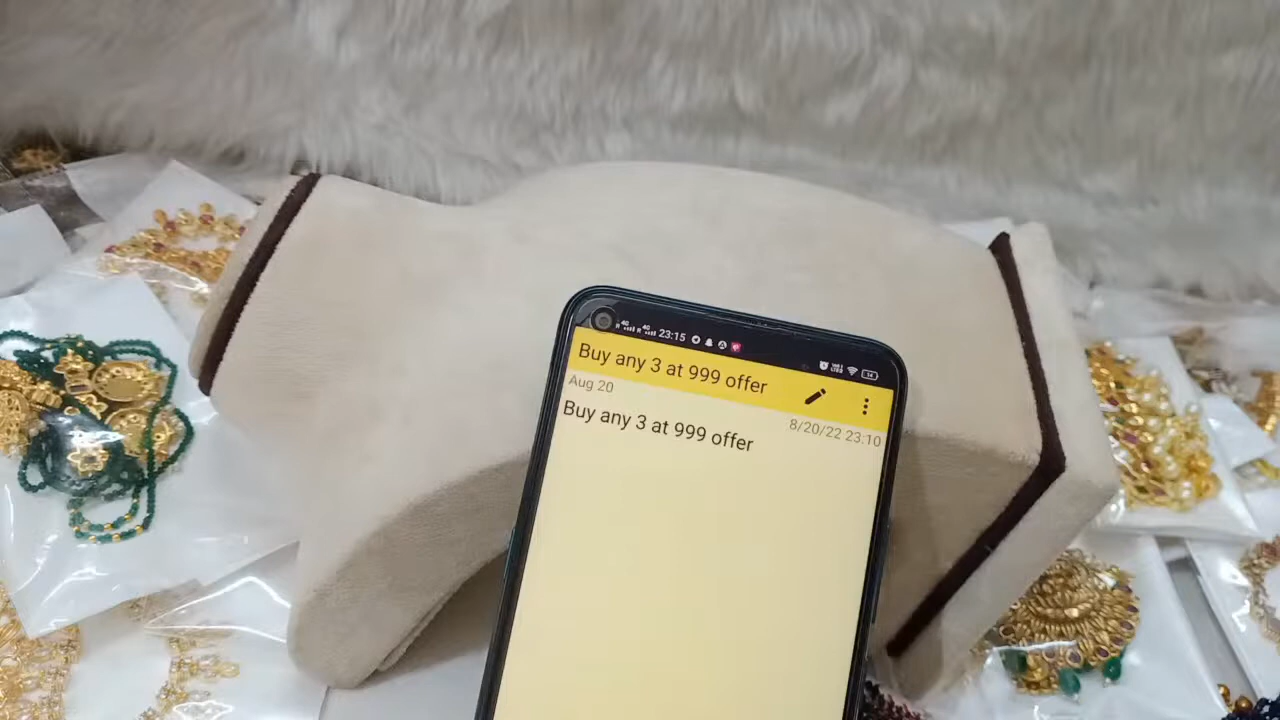 23:15
Buy any 3 at 999 offer
Aug 20
8/20/22 23:10
Buy any 3 at 999 offer